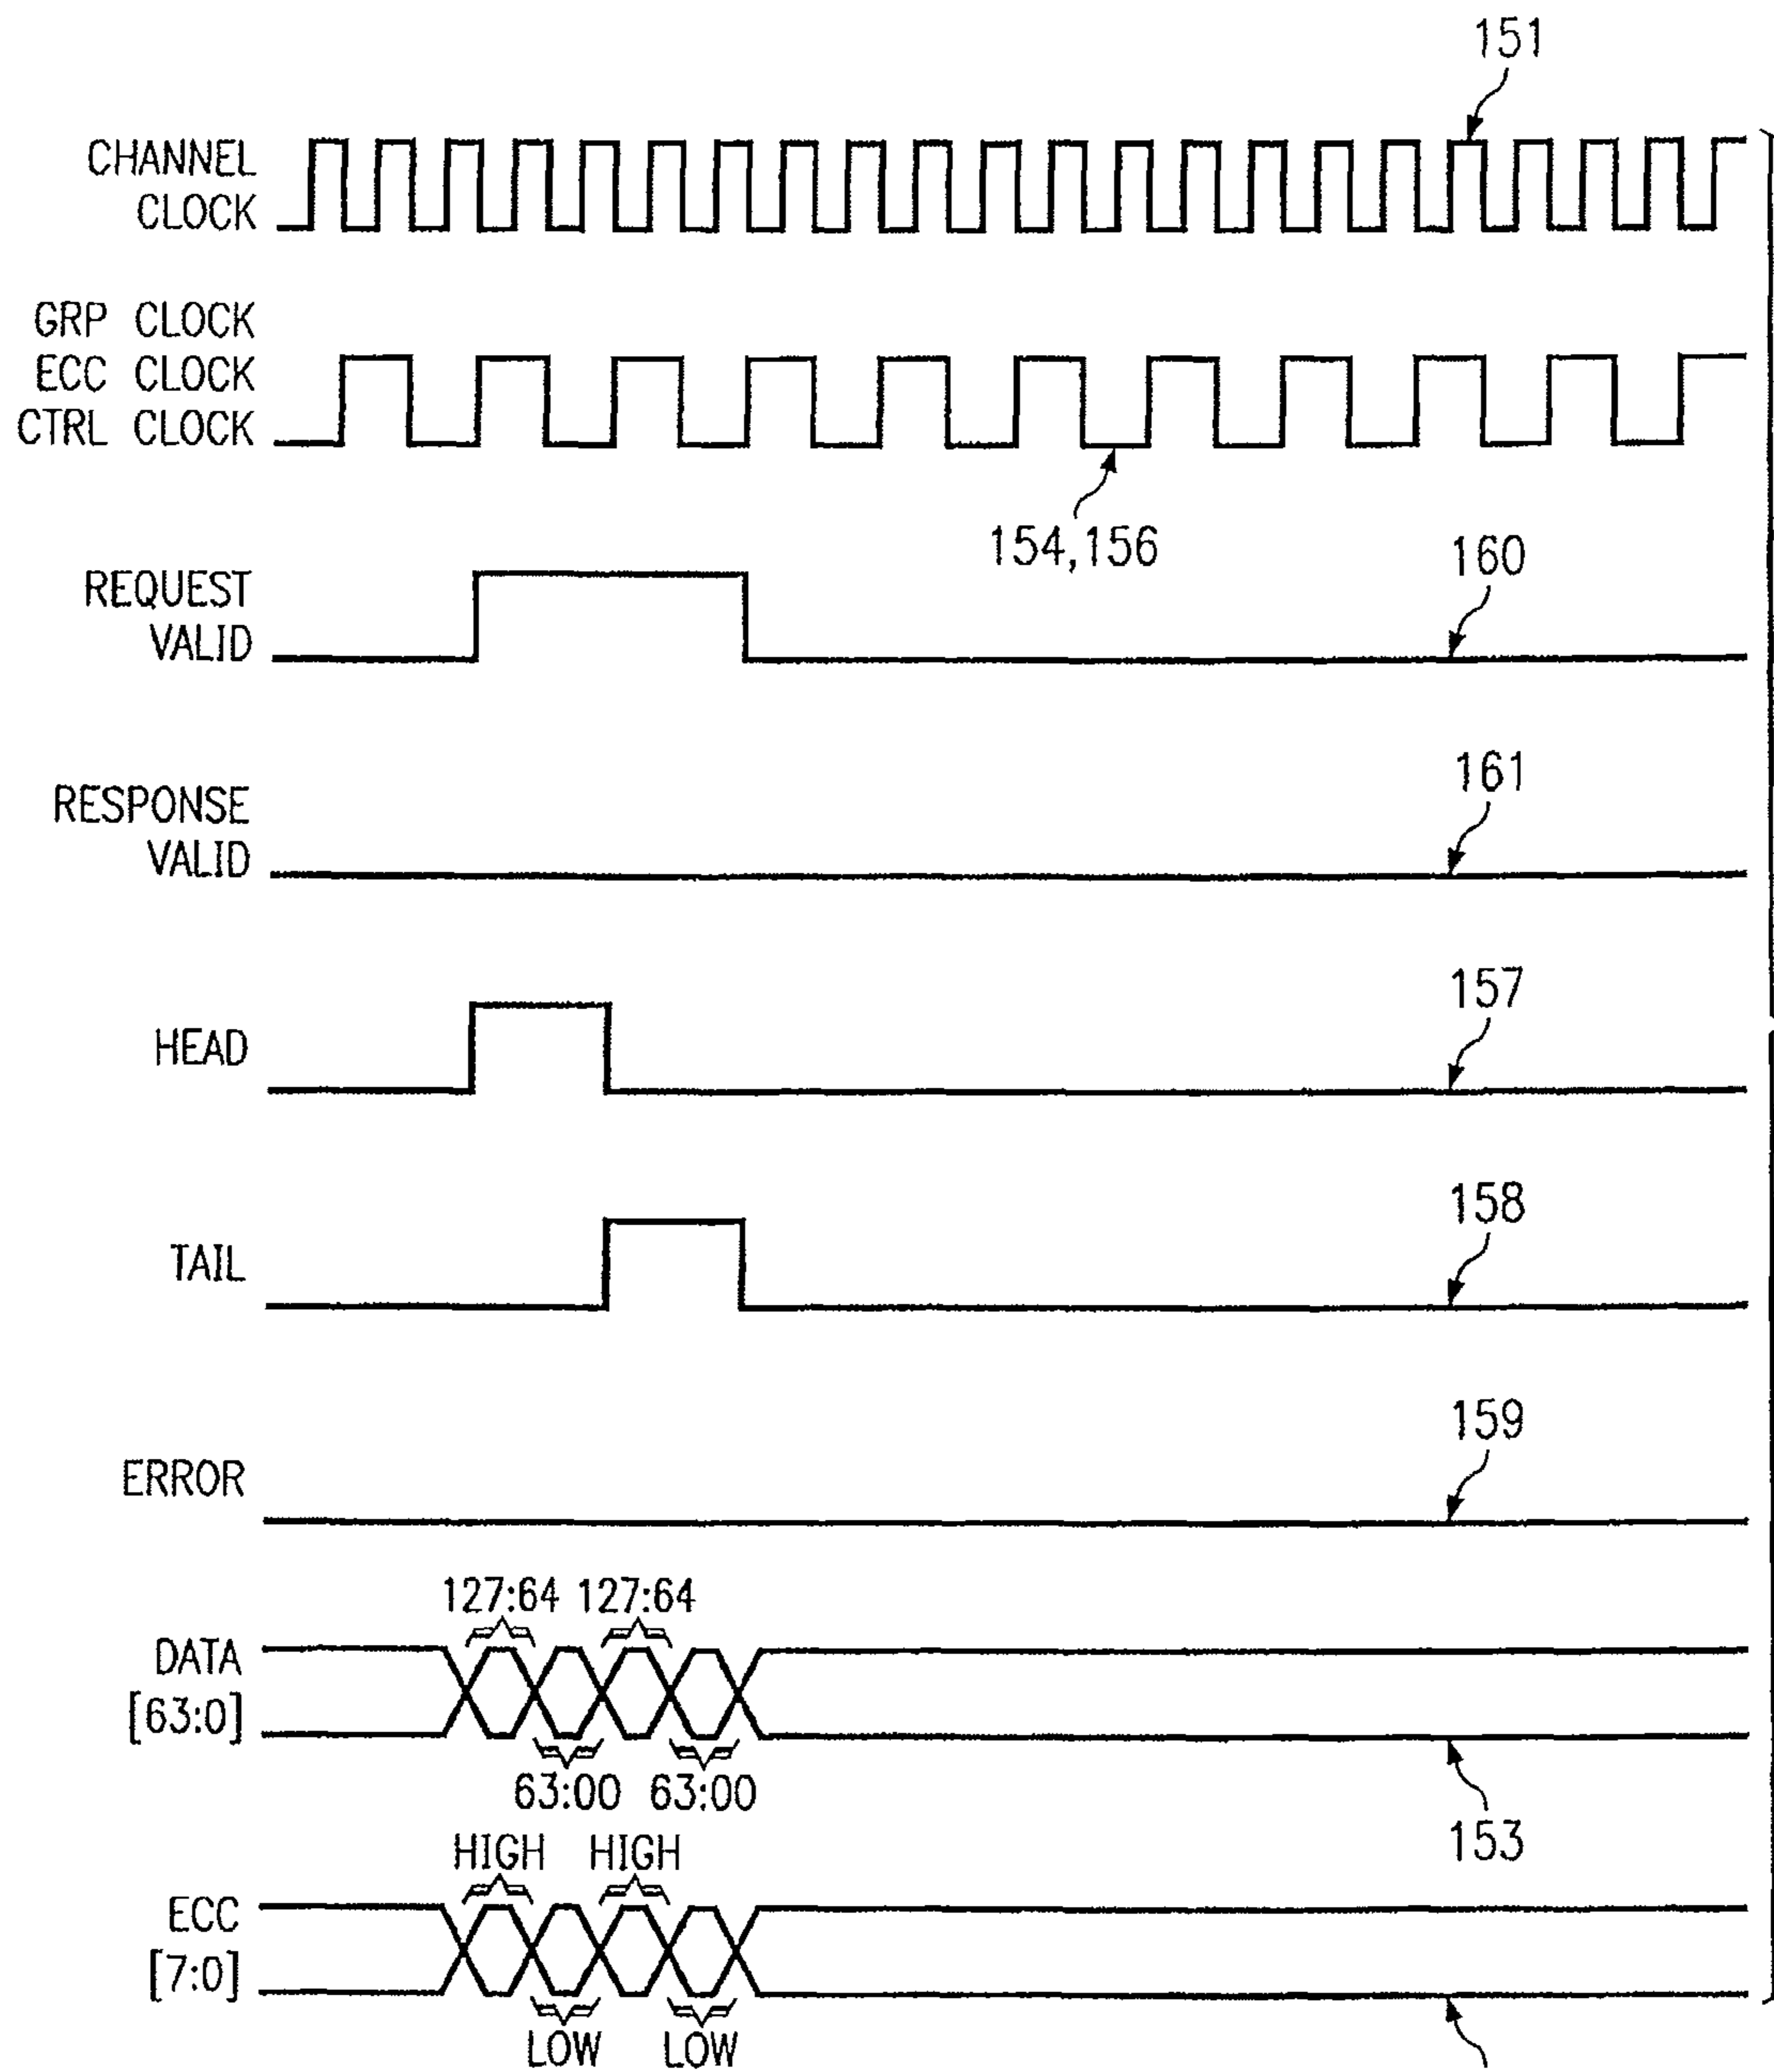 151
CHANNEL
CLOCK
GRP CLOCK
ECC CLOCK
CTRL CLOCK
154,156
REQUEST
VALID
160
RESPONSE
VALID
161
HEAD
157
TAIL
158
ERROR
159
127:64 127:64
DATA
[63:0]
63:00 63:00
153
HIGH HIGH
ECC
[7:0]
LOW LOW